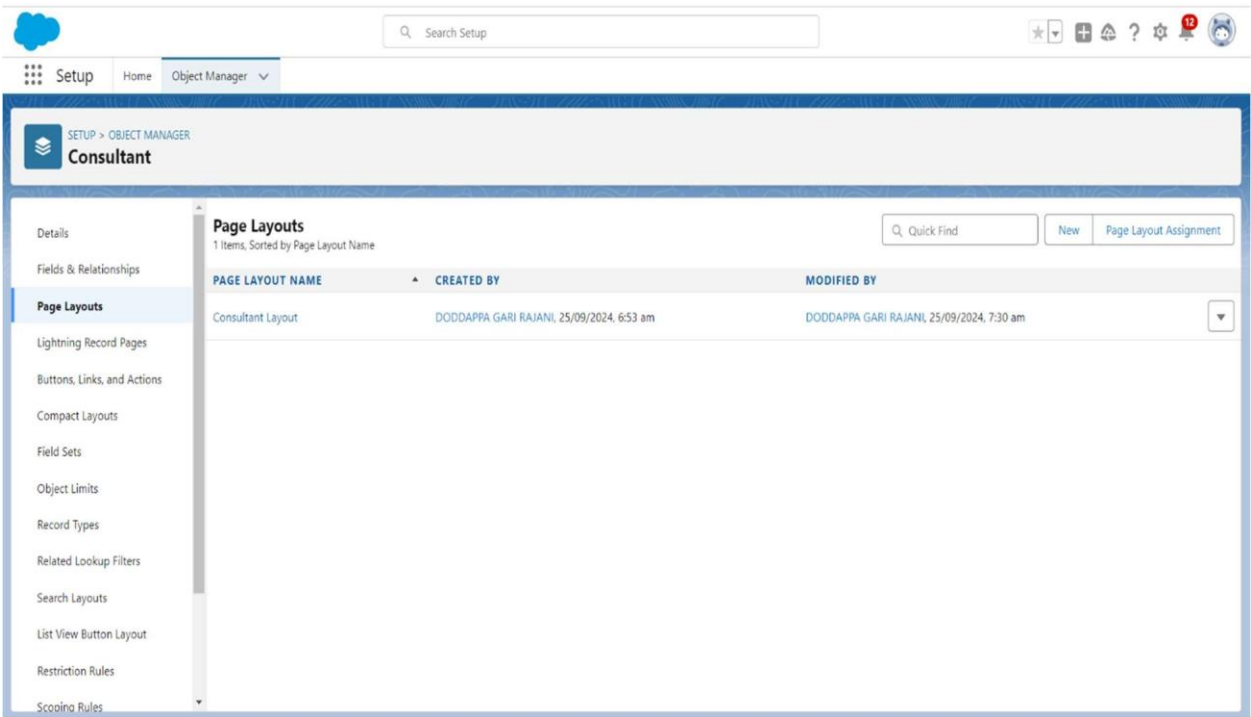 Search Setup
12
Setup Home Object Manager
SETUP > OBJECT MANAGER
Consultant
Details
Fields & Relationships
Page Layouts
Lightning Record Pages
Buttons, Links, and Actions
Compact Layouts
Field Sets
Object Limits
Record Types
Related Lookup Filters
Search Layouts
List View Button Layout
Restriction Rules
Scoping Rules
Page Layouts
1 Items, Sorted by Page Layout Name
Quick Find
New Page Layout Assignment
PAGE LAYOUT NAME CREATED BY MODIFIED BY
Consultant Layout DODDAPPA GARI RAJANI, 25/09/2024, 6:53 am DODDAPPA GARI RAJANI, 25/09/2024, 7:30 am